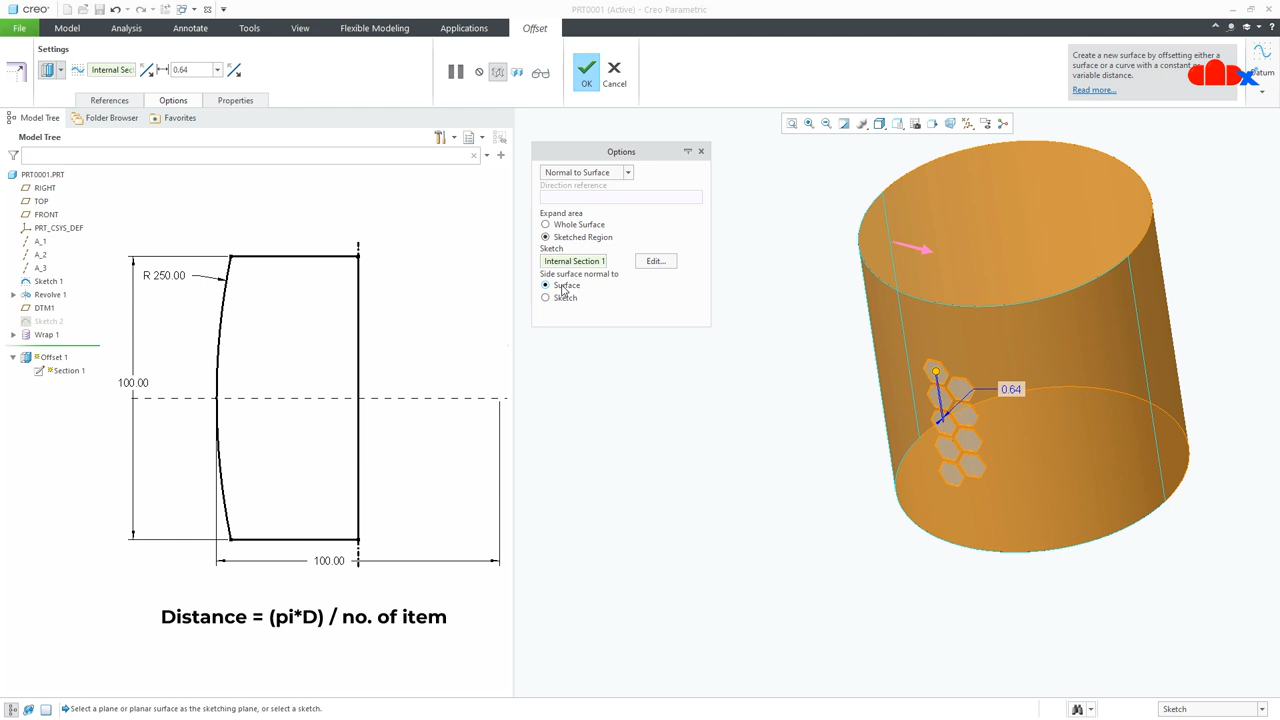 creo
PRT0001 (Active) - Creo Parametric
File
Model
Analysis
Annotate
Tools
View
Flexible Modeling
Applications
Offset
Settings
Internal Sec
0.64
OK
Cancel
Create a new surface by offsetting either a
surface or a curve with a constant or
variable distance.
Read more...
Datum
References
Options
Properties
Model Tree
Folder Browser
Favorites
Model Tree
PRT0001.PRT
RIGHT
TOP
FRONT
PRT_CSYS_DEF
A_1
A_2
A_3
Sketch 1
Revolve 1
DTM1
Sketch 2
Wrap 1
Offset 1
Section 1
R 250.00
100.00
100.00
Distance = (pi*D) / no. of item
Options
Normal to Surface
Direction reference
Expand area
Whole Surface
Sketched Region
Sketch
Internal Section 1
Edit...
Side surface normal to
Surface
Sketch
0.64
Select a plane or planar surface as the sketching plane, or select a sketch.
Sketch